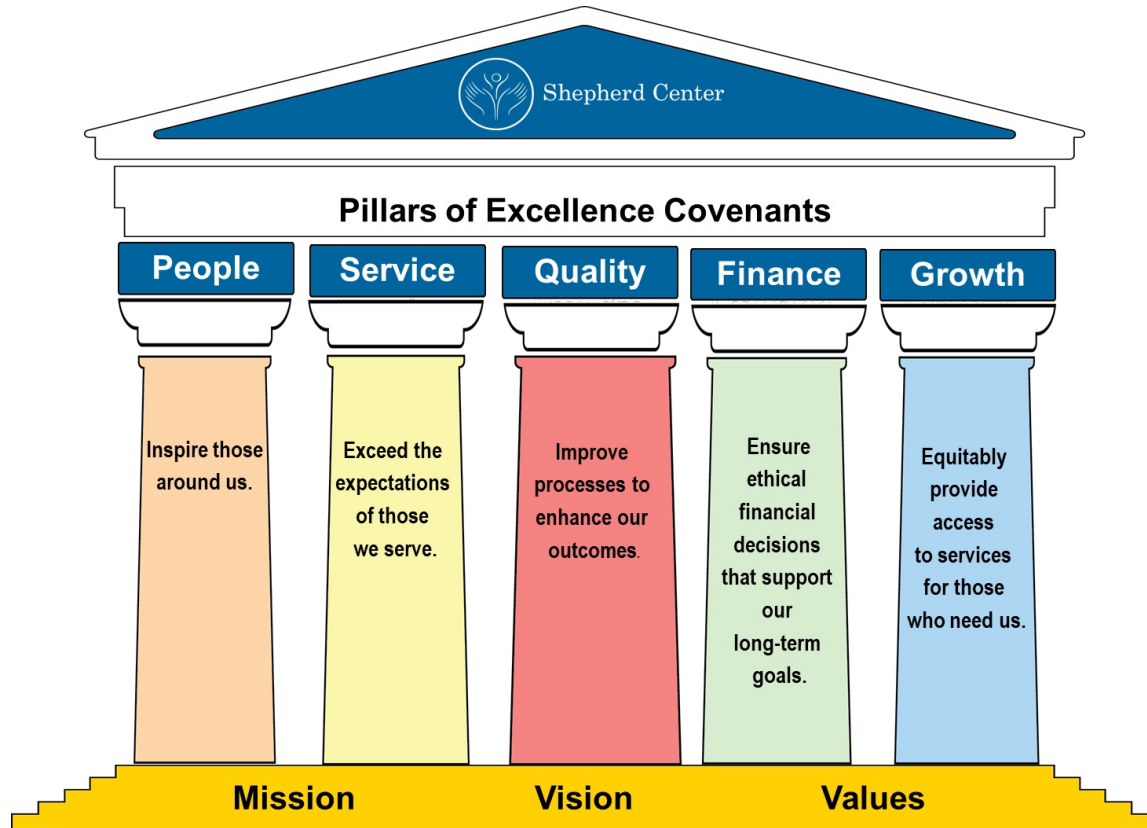 Shepherd Center
Pillars of Excellence Covenants
People
Service
Quality
Finance
Growth
Inspire those
around us.
Exceed the
expectations
of those
we serve.
Improve
processes to
enhance our
outcomes.
Ensure
ethical
financial
decisions
that support
our
long-term
goals.
Equitably
provide
access
to services
for those
who need us.
Mission
Vision
Values